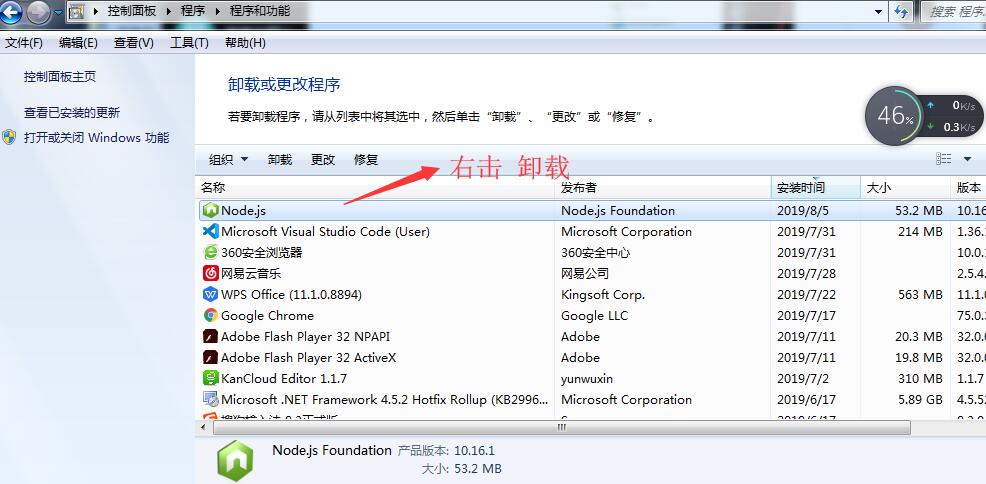 控制面板 ▸ 程序 ▸ 程序和功能
搜索 程序
文件(F) 编辑(E) 查看(V) 工具(T) 帮助(H)
控制面板主页
查看已安装的更新
打开或关闭 Windows 功能
卸载或更改程序
若要卸载程序，请从列表中将其选中，然后单击“卸载”、“更改”或“修复”。
46%
0K/s
0.3K/s
组织 卸载 更改 修复
右击 卸载
名称 发布者 安装时间 大小 版本
Node.js Node.js Foundation 2019/8/5 53.2 MB 10.16
Microsoft Visual Studio Code (User) Microsoft Corporation 2019/7/31 214 MB 1.36.
360安全浏览器 360安全中心 2019/7/31 10.0.
网易云音乐 网易公司 2019/7/28 2.5.4.
WPS Office (11.1.0.8894) Kingsoft Corp. 2019/7/22 563 MB 11.1.
Google Chrome Google LLC 2019/7/17 75.0.
Adobe Flash Player 32 NPAPI Adobe 2019/7/11 20.3 MB 32.0.
Adobe Flash Player 32 ActiveX Adobe 2019/7/11 19.8 MB 32.0.
KanCloud Editor 1.1.7 yunwuxin 2019/7/2 310 MB 1.1.7
Microsoft .NET Framework 4.5.2 Hotfix Rollup (KB2996... Microsoft Corporation 2019/6/17 5.89 GB 4.5.5
Node.js Foundation 产品版本: 10.16.1
大小: 53.2 MB